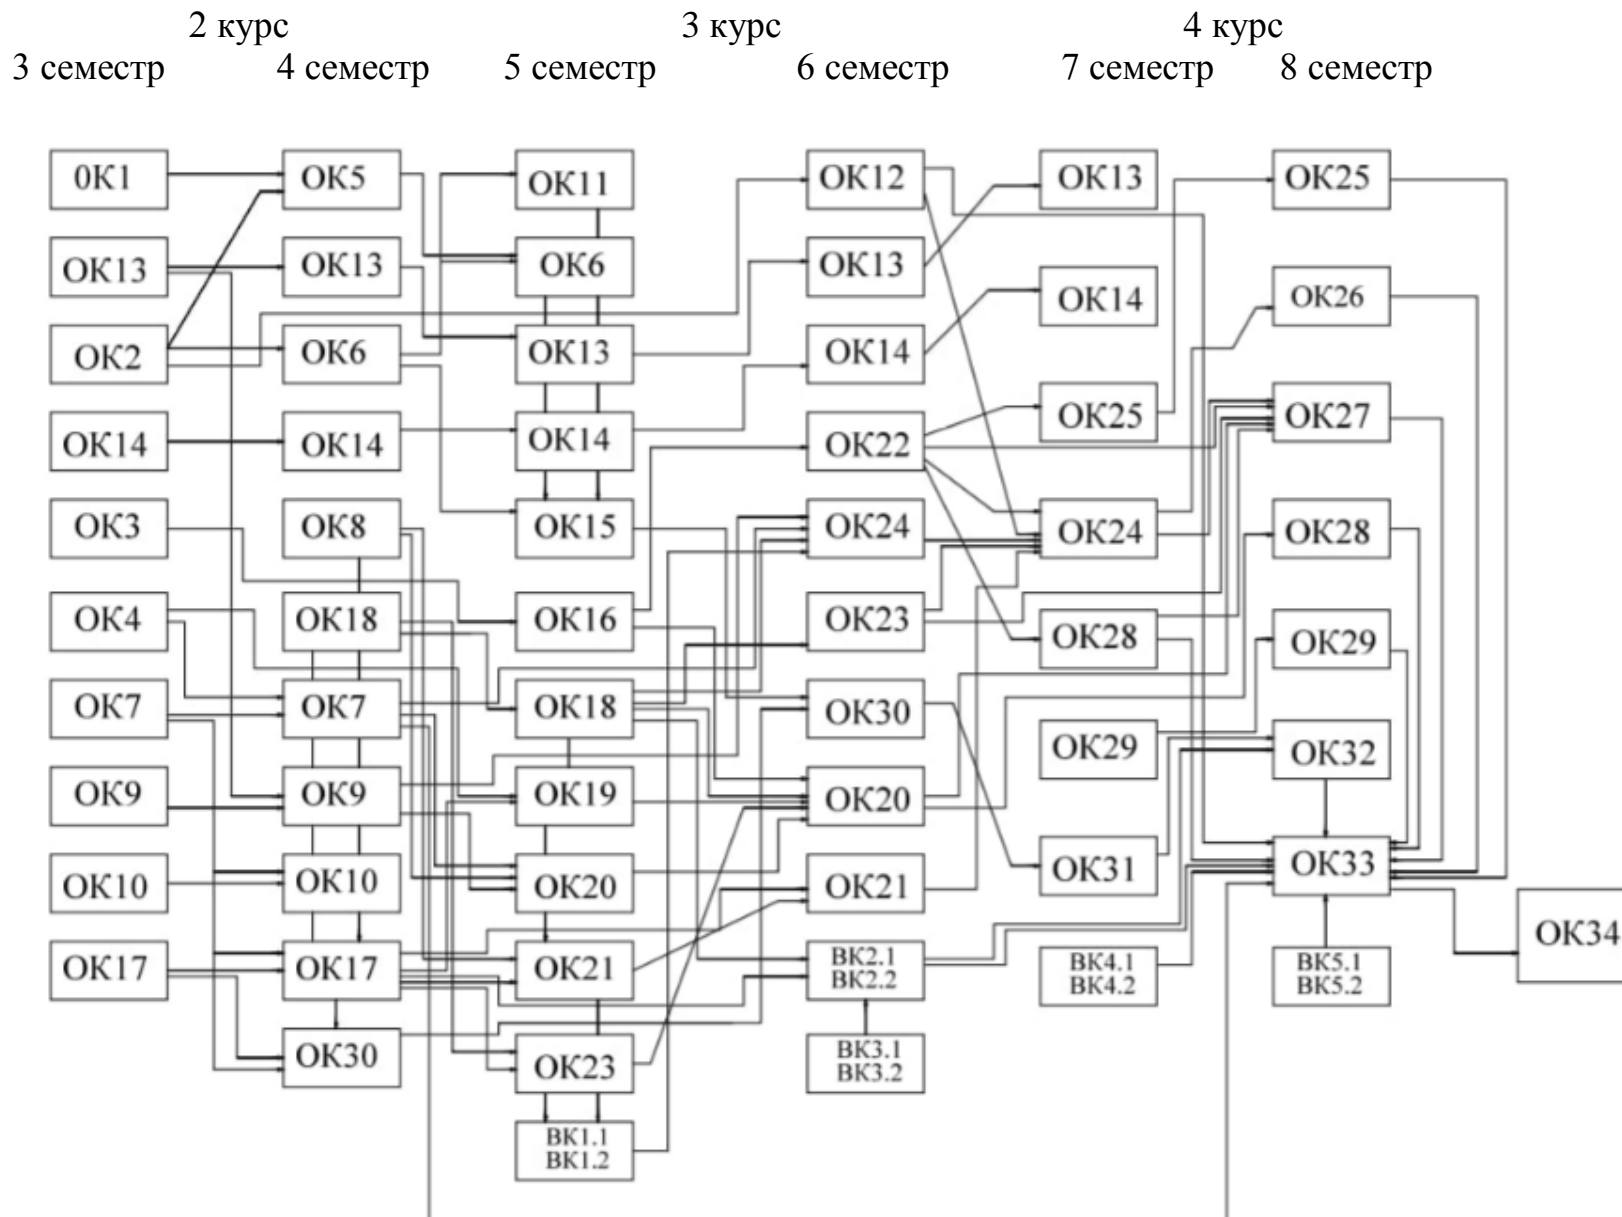 2 курс
3 курс
4 курс
3 семестр
4 семестр
5 семестр
6 семестр
7 семестр
8 семестр
0К1
ОК13
ОК2
ОК14
ОК3
ОК4
ОК7
ОК9
ОК10
ОК17
ОК5
ОК13
ОК6
ОК14
ОК8
ОК18
ОК7
ОК9
ОК10
ОК17
ОК30
ОК11
ОК6
ОК13
ОК14
ОК15
ОК16
ОК18
ОК19
ОК20
ОК21
ОК23
ВК1.1
ВК1.2
ОК12
ОК13
ОК14
ОК22
ОК24
ОК23
ОК30
ОК20
ОК21
ВК2.1
ВК2.2
ВК3.1
ВК3.2
ОК13
ОК14
ОК25
ОК24
ОК28
ОК29
ОК31
ВК4.1
ВК4.2
ОК25
ОК26
ОК27
ОК28
ОК29
ОК32
ОК33
ВК5.1
ВК5.2
ОК34